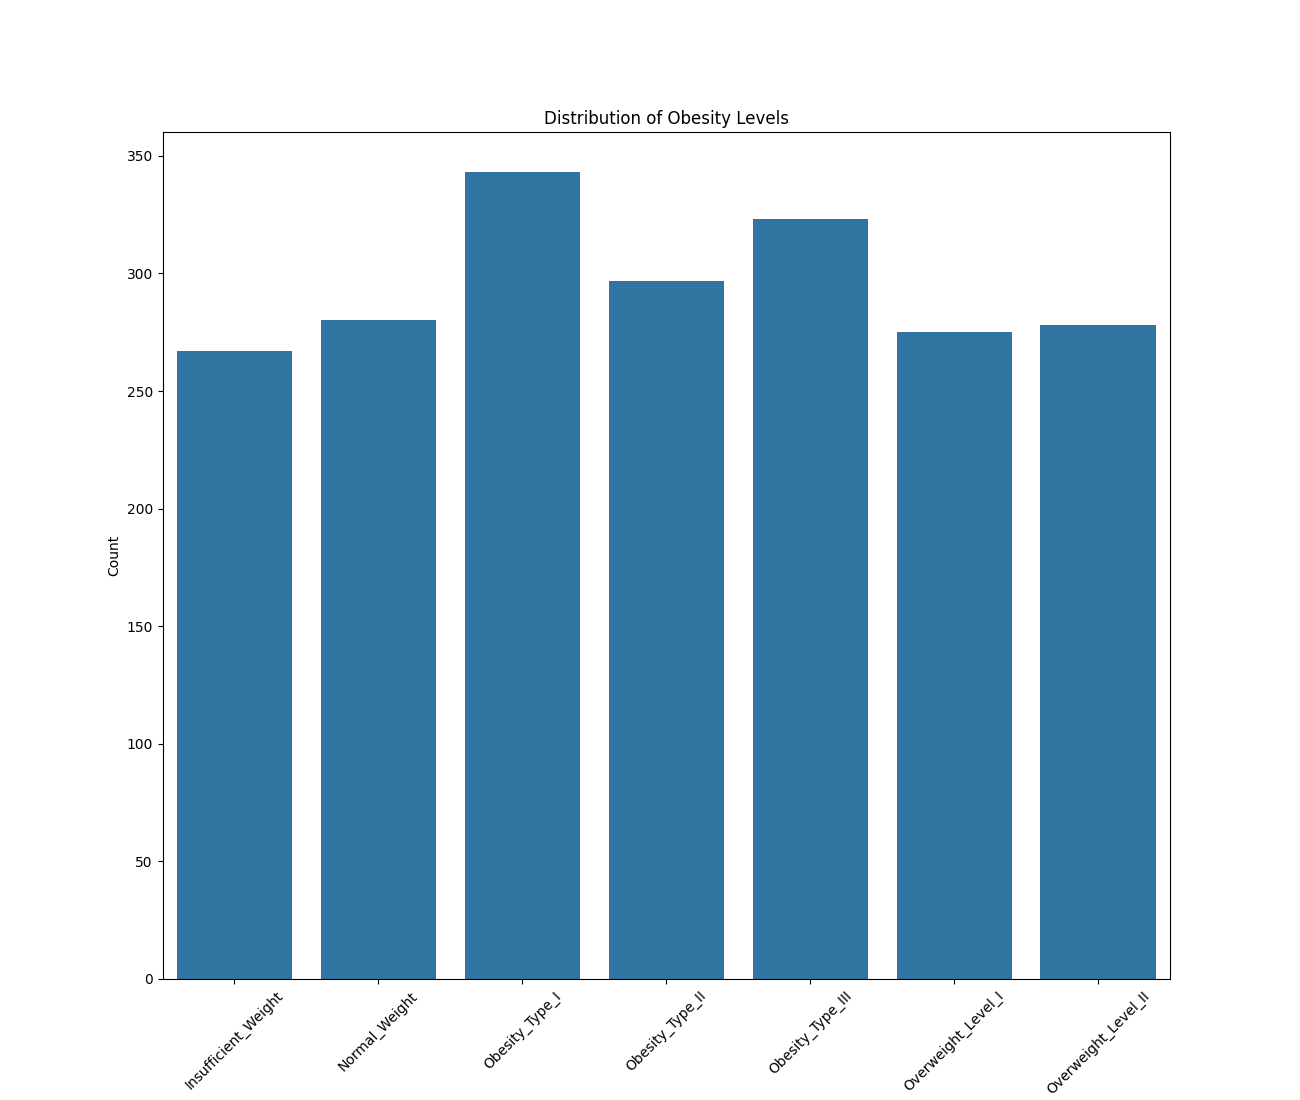 Distribution of Obesity Levels
350
300
250
200
150
100
50
0
Count
Insufficient_Weight
Normal_Weight
Obesity_Type_I
Obesity_Type_II
Obesity_Type_III
Overweight_Level_I
Overweight_Level_II